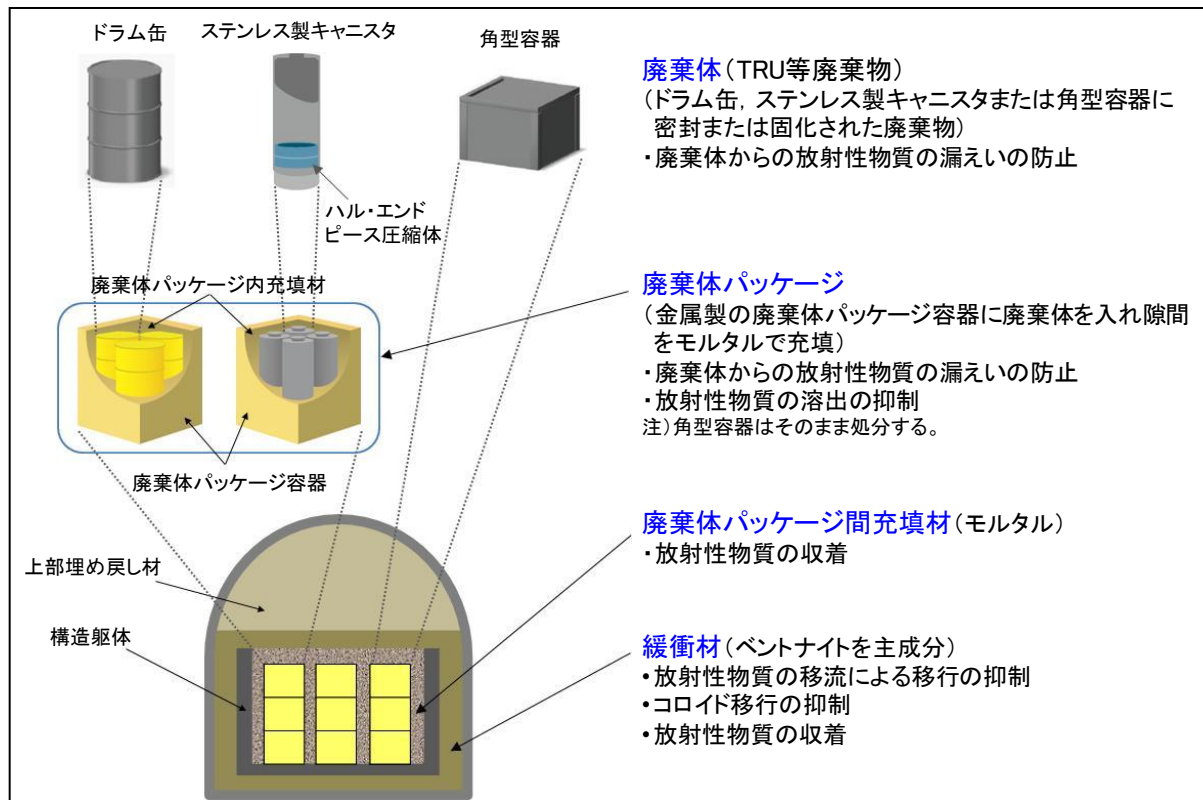 ドラム缶
ステンレス製キャニスタ
角型容器
ハル・エンド
ピース圧縮体
廃棄体(TRU等廃棄物)
(ドラム缶, ステンレス製キャニスタまたは角型容器に
密封または固化された廃棄物)
・廃棄体からの放射性物質の漏えいの防止
廃棄体パッケージ内充填材
廃棄体パッケージ容器
廃棄体パッケージ
(金属製の廃棄体パッケージ容器に廃棄体を入れ隙間
をモルタルで充填)
・廃棄体からの放射性物質の漏えいの防止
・放射性物質の溶出の抑制
注)角型容器はそのまま処分する。
上部埋め戻し材
構造躯体
廃棄体パッケージ間充填材(モルタル)
・放射性物質の収着
緩衝材(ベントナイトを主成分)
•放射性物質の移流による移行の抑制
•コロイド移行の抑制
•放射性物質の収着